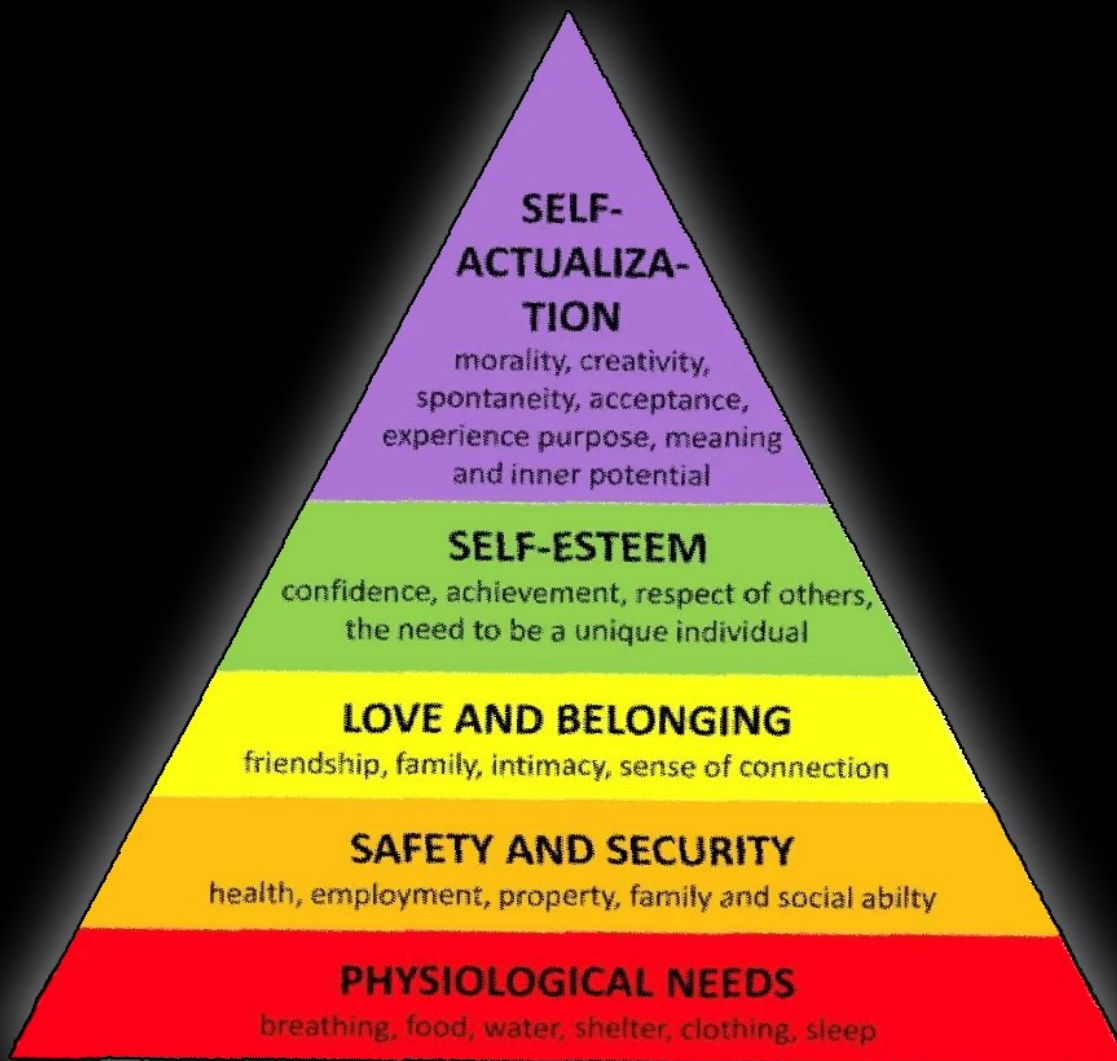 SELF-
ACTUALIZA-
TION
morality, creativity,
spontaneity, acceptance,
experience purpose, meaning
and inner potential
SELF-ESTEEM
confidence, achievement, respect of others,
the need to be a unique individual
LOVE AND BELONGING
friendship, family, intimacy, sense of connection
SAFETY AND SECURITY
health, employment, property, family and social abilty
PHYSIOLOGICAL NEEDS
breathing, food, water, shelter, clothing, sleep